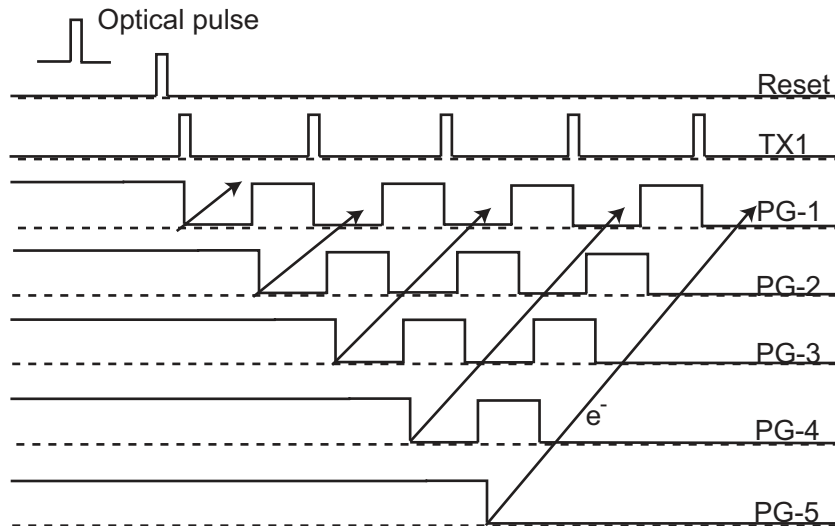 Optical pulse
Reset
TX1
PG-1
PG-2
PG-3
e-
PG-4
PG-5